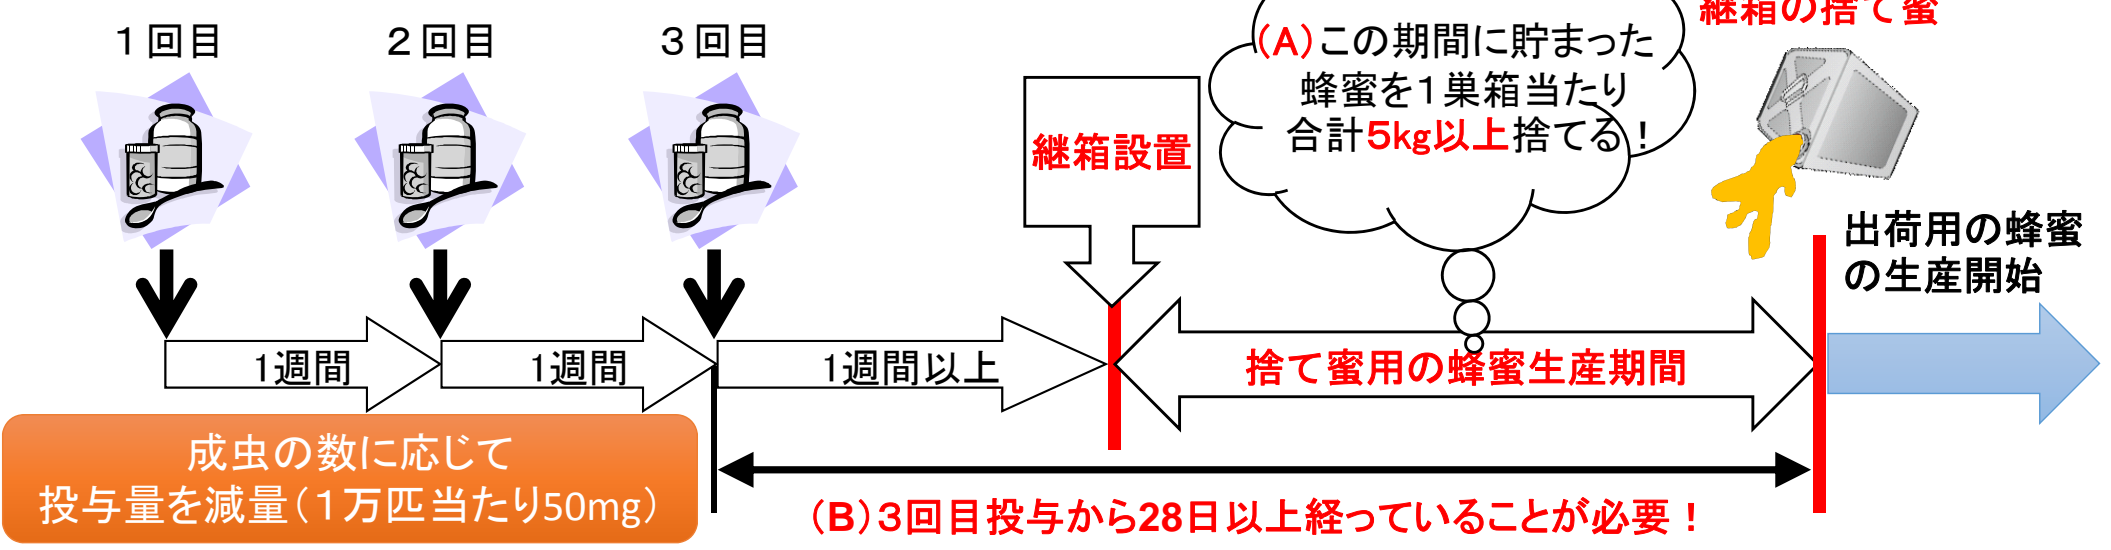 継箱の捨て蜜
１回目
２回目
３回目
(A)この期間に貯まった
蜂蜜を１巣箱当たり
合計5kg以上捨てる！
継箱設置
出荷用の蜂蜜
の生産開始
1週間
1週間
1週間以上
捨て蜜用の蜂蜜生産期間
成虫の数に応じて
投与量を減量（１万匹当たり50mg）
(B)3回目投与から28日以上経っていることが必要！